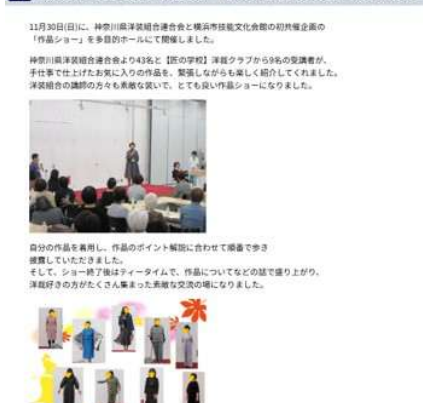 11月30日(日)に、神奈川県洋装組合連合会と横浜市技能文化会館の初共催企画の
「作品ショー」を多目的ホールにて開催しました。
神奈川県洋装組合連合会より43名と【匠の学校】洋裁クラブから9名の受講者が、
手仕事で仕上げたお気に入りの作品を、緊張しながらも楽しく紹介してくれました。
洋装組合の講師の方々も素敵な装いで、とても良い作品ショーになりました。
自分の作品を着用し、作品のポイント解説に合わせて順番で歩き
披露していただきました。
そして、ショー終了後はティータイムで、作品についてなどの話で盛り上がり、
洋裁好きの方がたくさん集まった素敵な交流の場になりました。